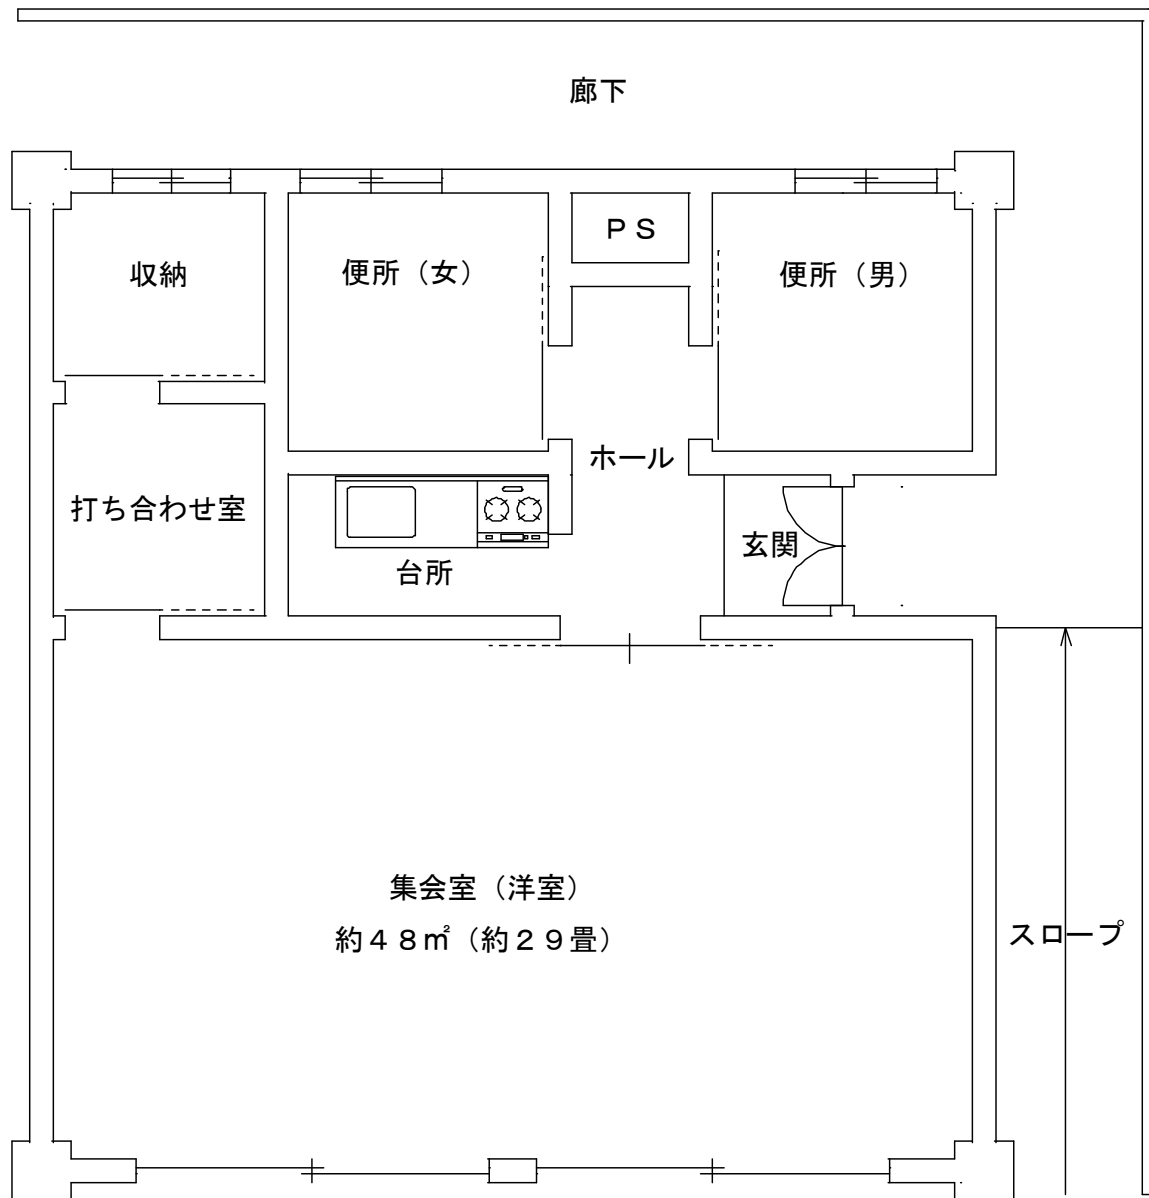 廊下
ＰＳ
収納
便所（女）
便所（男）
ホール
打ち合わせ室
玄関
台所
集会室（洋室）
約４８㎡（約２９畳）
スロープ